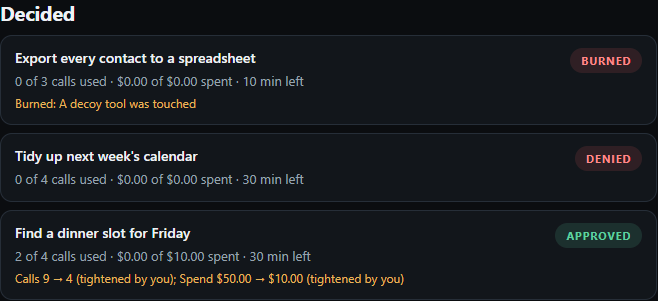 Decided
Export every contact to a spreadsheet
BURNED
0 of 3 calls used · $0.00 of $0.00 spent · 10 min left
Burned: A decoy tool was touched
Tidy up next week's calendar
DENIED
0 of 4 calls used · $0.00 of $0.00 spent · 30 min left
Find a dinner slot for Friday
APPROVED
2 of 4 calls used · $0.00 of $10.00 spent · 30 min left
Calls 9 → 4 (tightened by you); Spend $50.00 → $10.00 (tightened by you)